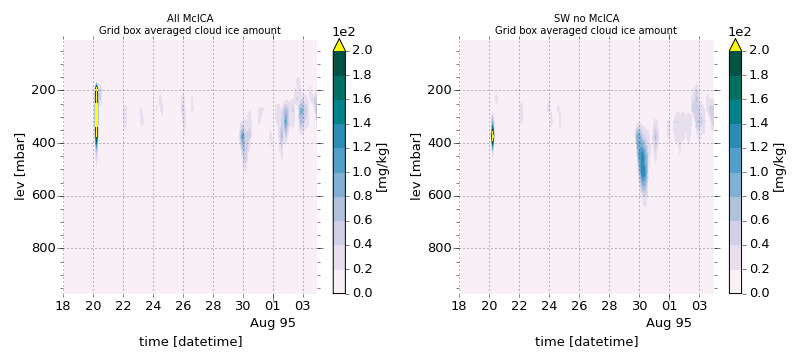 All McICA
Grid box averaged cloud ice amount
1e2
2.0
1.8
1.6
1.4
1.2
1.0
0.8
0.6
0.4
0.2
0.0
[mg/kg]
200
400
600
800
lev [mbar]
18 20 22 24 26 28 30 01 03
Aug 95
time [datetime]
SW no McICA
Grid box averaged cloud ice amount
1e2
2.0
1.8
1.6
1.4
1.2
1.0
0.8
0.6
0.4
0.2
0.0
[mg/kg]
200
400
600
800
lev [mbar]
18 20 22 24 26 28 30 01 03
Aug 95
time [datetime]